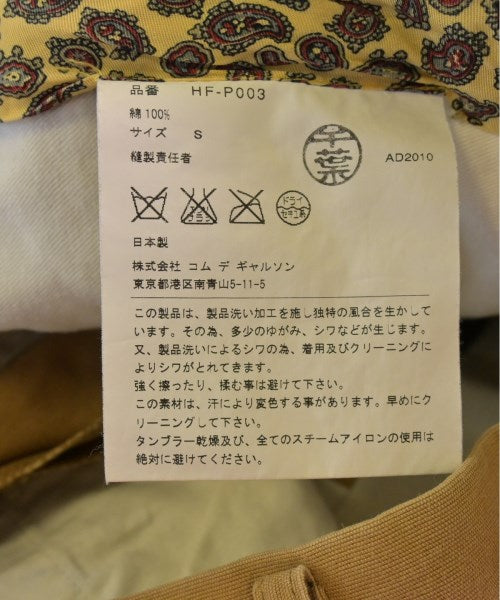 品番 HF-P003
綿 100%
サイズ S
縫製責任者 千葉 AD2010
ドライ
セキユ系
日本製
株式会社 コム デ ギャルソン
東京都港区南青山5-11-5
この製品は、製品洗い加工を施し独特の風合を生かして
います。その為、多少のゆがみ、シワなどが生じます。
又、製品洗いによるシワの為、着用及びクリーニングに
よりシワがとれてきます。
強く擦ったり、揉む事は避けて下さい。
この素材は、汗により変色する事があります。早めにク
リーニングして下さい。
タンブラー乾燥及び、全てのスチームアイロンの使用は
絶対に避けてください。